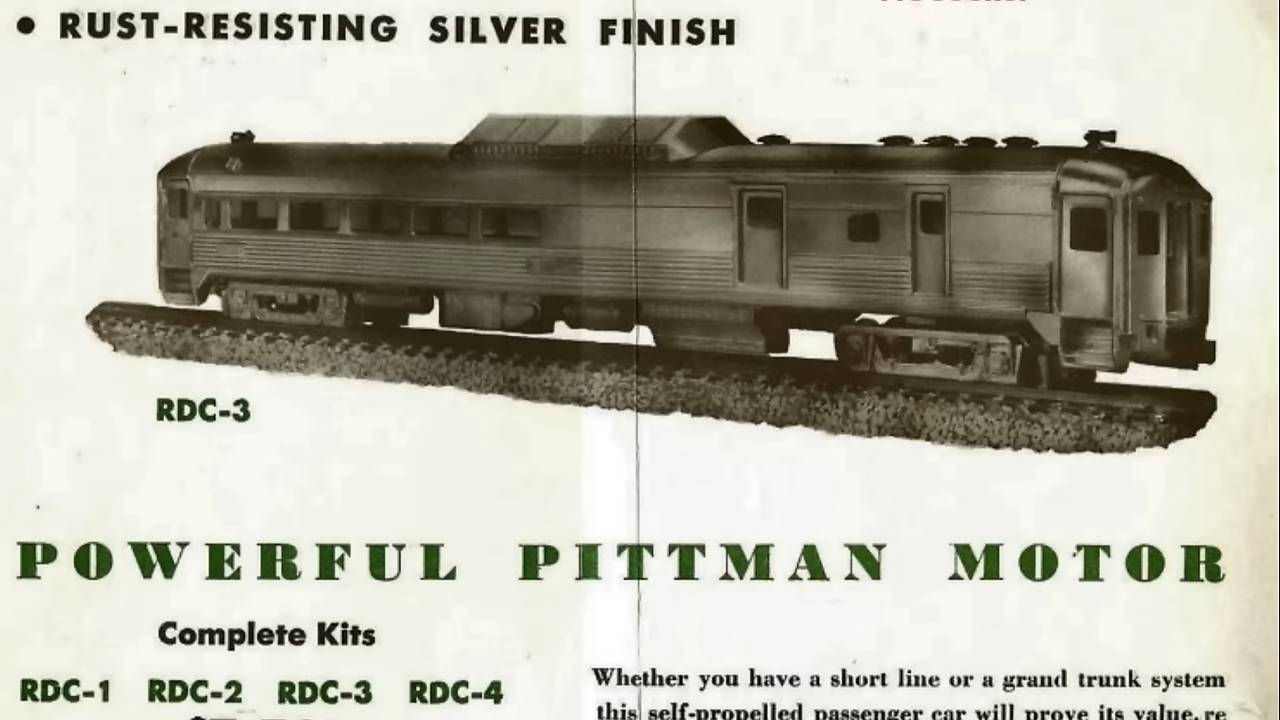 • RUST-RESISTING SILVER FINISH
RDC-3
POWERFUL PITTMAN MOTOR
Complete Kits
RDC-1 RDC-2 RDC-3 RDC-4
Whether you have a short line or a grand trunk system
this self-propelled passenger car will prove its value, re